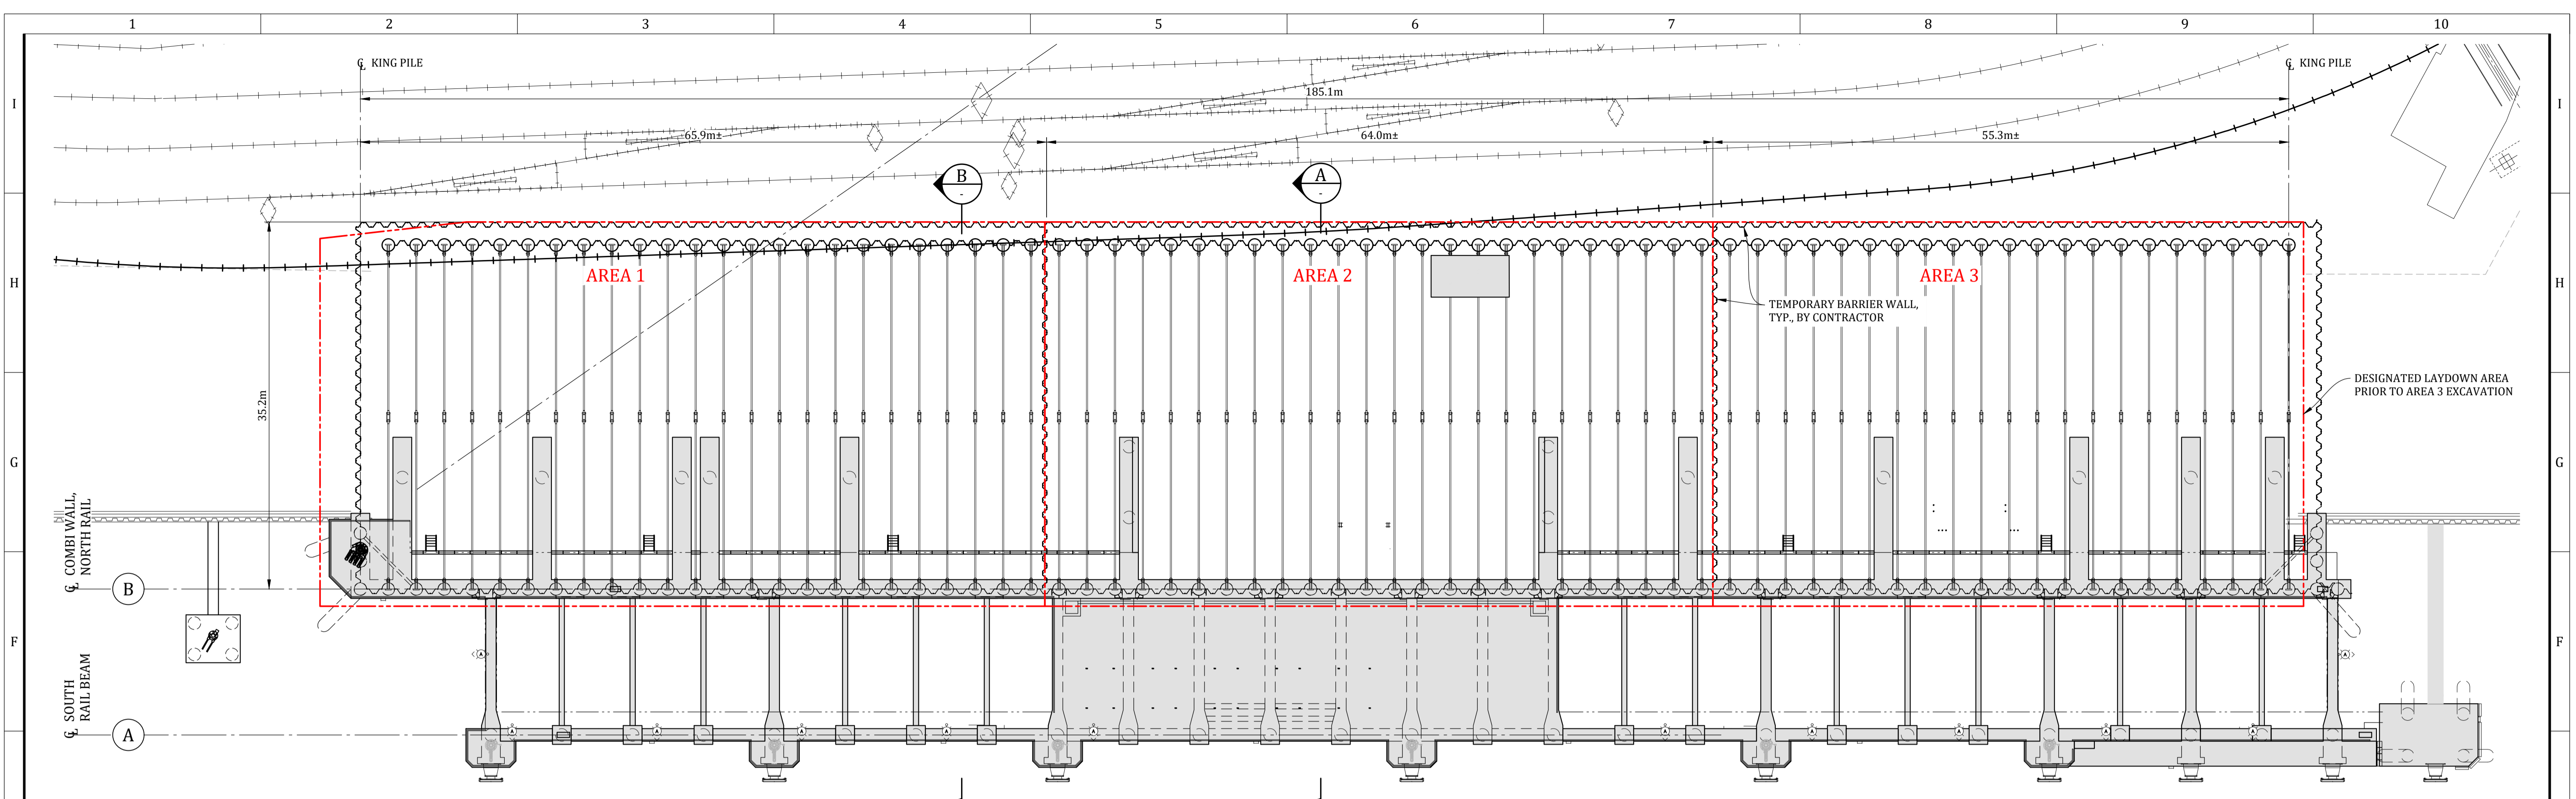 1 2 3 4 5 6 7 8 9 10
℄ KING PILE
℄ KING PILE
I
I
185.1m
65.9m±
64.0m±
55.3m±
B
-
A
-
AREA 1
AREA 2
AREA 3
H
H
TEMPORARY BARRIER WALL,
TYP., BY CONTRACTOR
35.2m
DESIGNATED LAYDOWN AREA
PRIOR TO AREA 3 EXCAVATION
G
G
℄ COMBI WALL,
NORTH RAIL
B
F
F
℄ SOUTH
RAIL BEAM
A